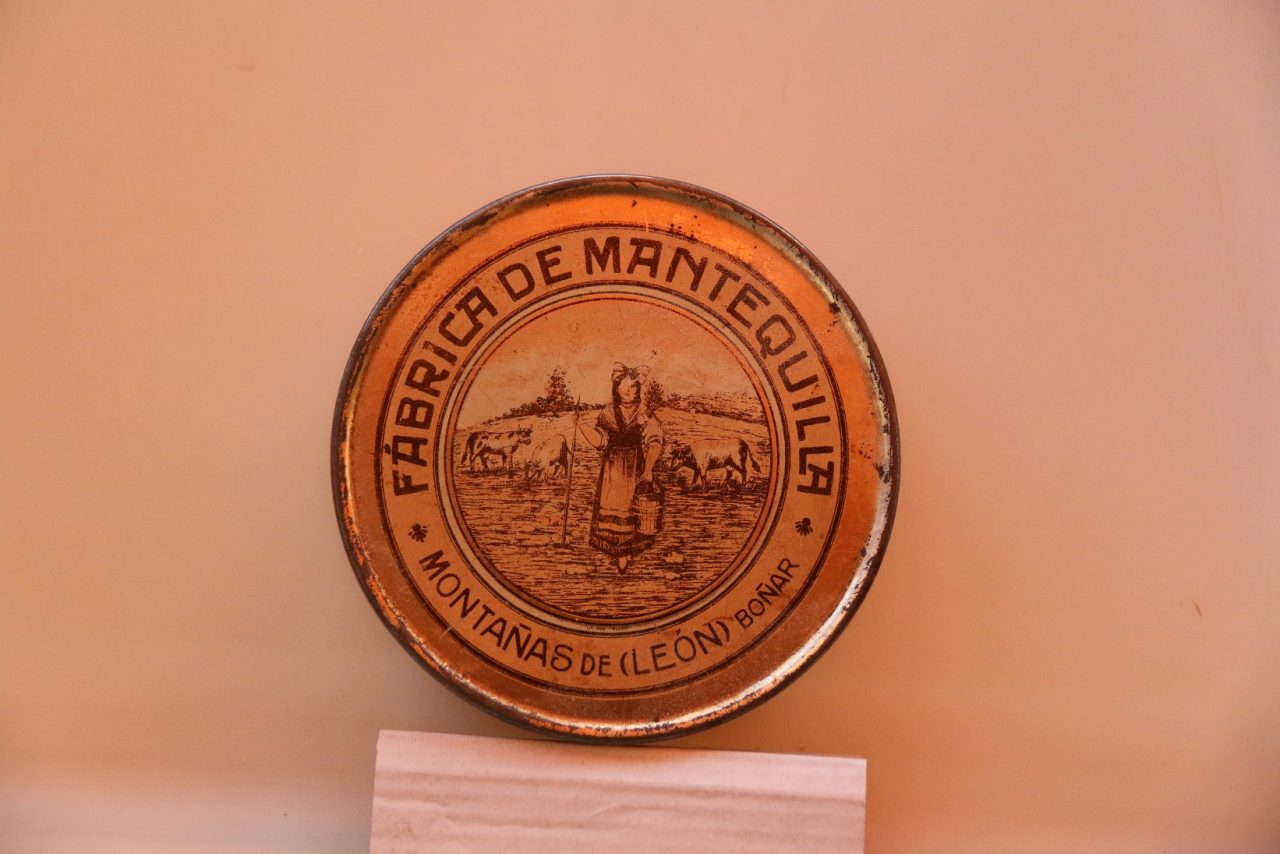 FÁBRICA DE MANTEQUILLA
MONTAÑAS DE (LEÓN) BOÑAR